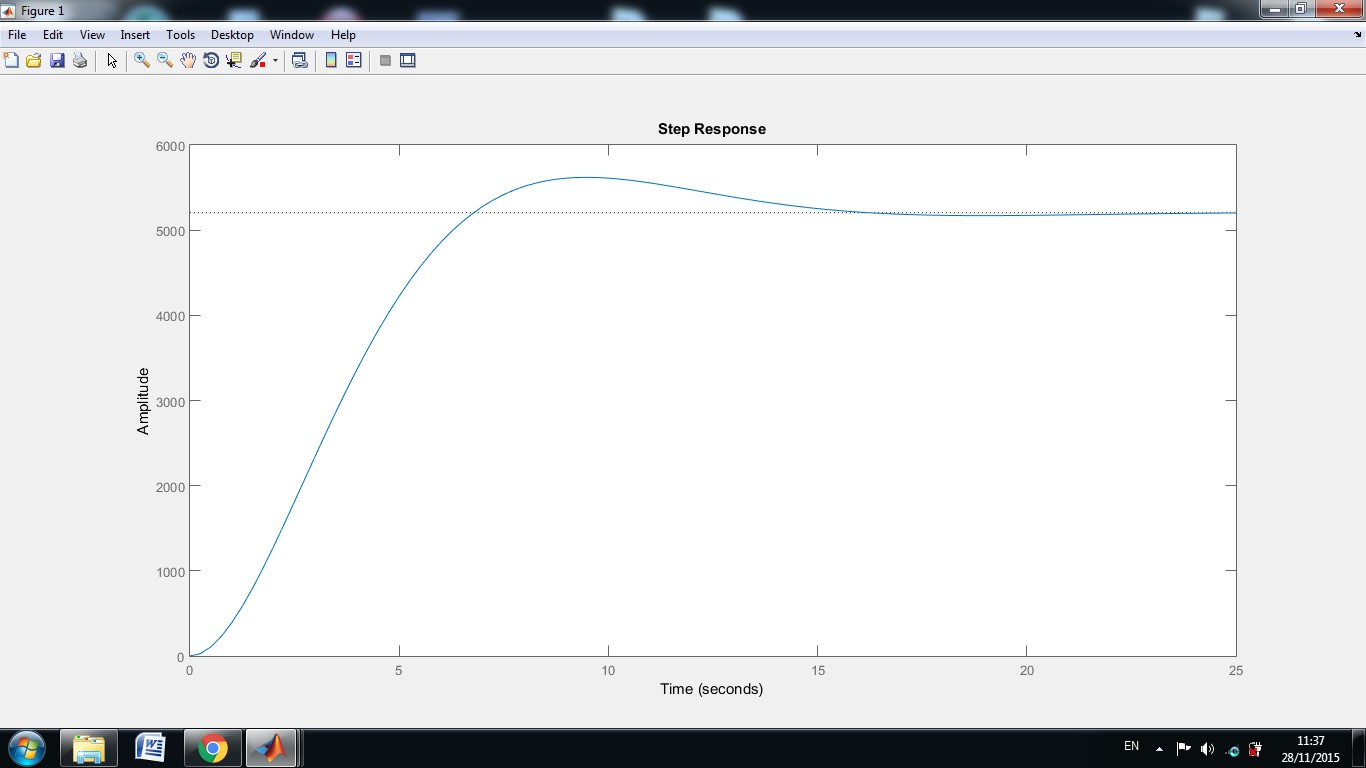 Figure 1
File Edit View Insert Tools Desktop Window Help
Step Response
6000
5000
4000
3000
2000
1000
0
Amplitude
0 5 10 15 20 25
Time (seconds)
EN
11:37
28/11/2015